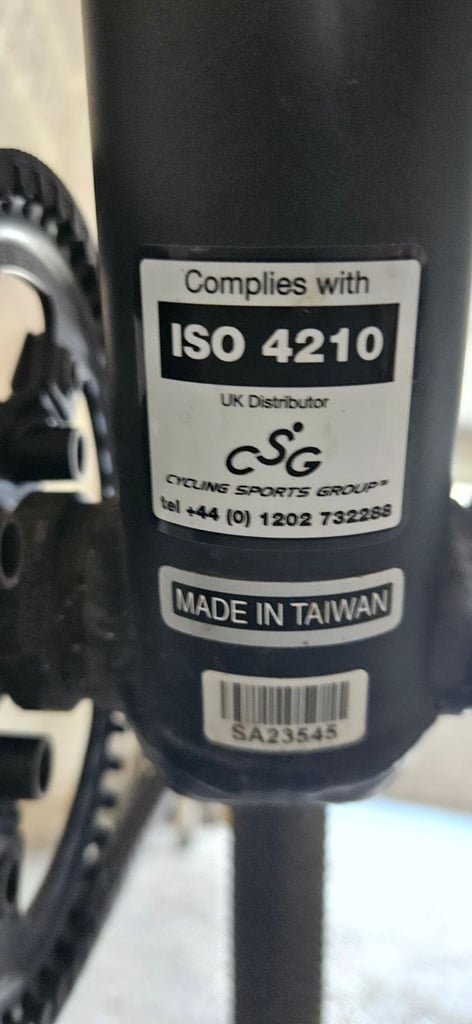 Complies with
ISO 4210
UK Distributor
CSG
CYCLING SPORTS GROUP™
tel +44 (0) 1202 732288
MADE IN TAIWAN
SA23545